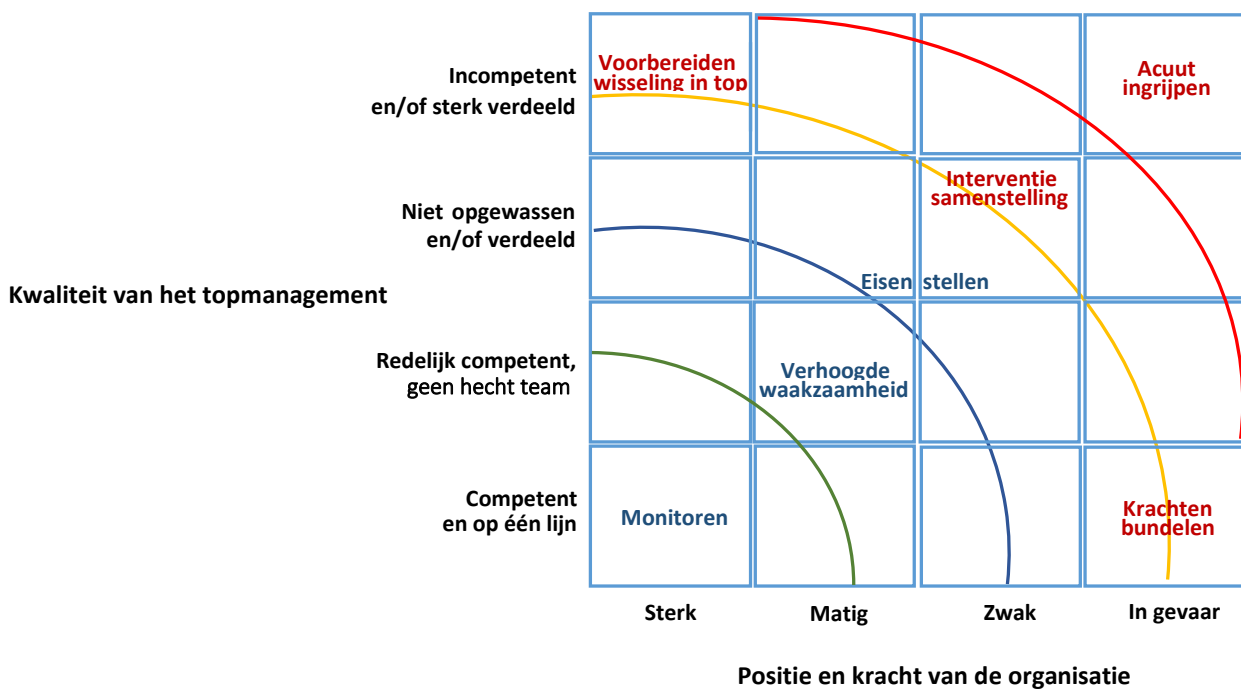 Voorbereiden
wisseling in top
Acuut
ingrijpen
Incompetent
en/of sterk verdeeld
Interventie
samenstelling
Niet opgewassen
en/of verdeeld
Eisen stellen
Kwaliteit van het topmanagement
Redelijk competent,
geen hecht team
Verhoogde
waakzaamheid
Competent
en op één lijn
Monitoren
Krachten
bundelen
Sterk
Matig
Zwak
In gevaar
Positie en kracht van de organisatie